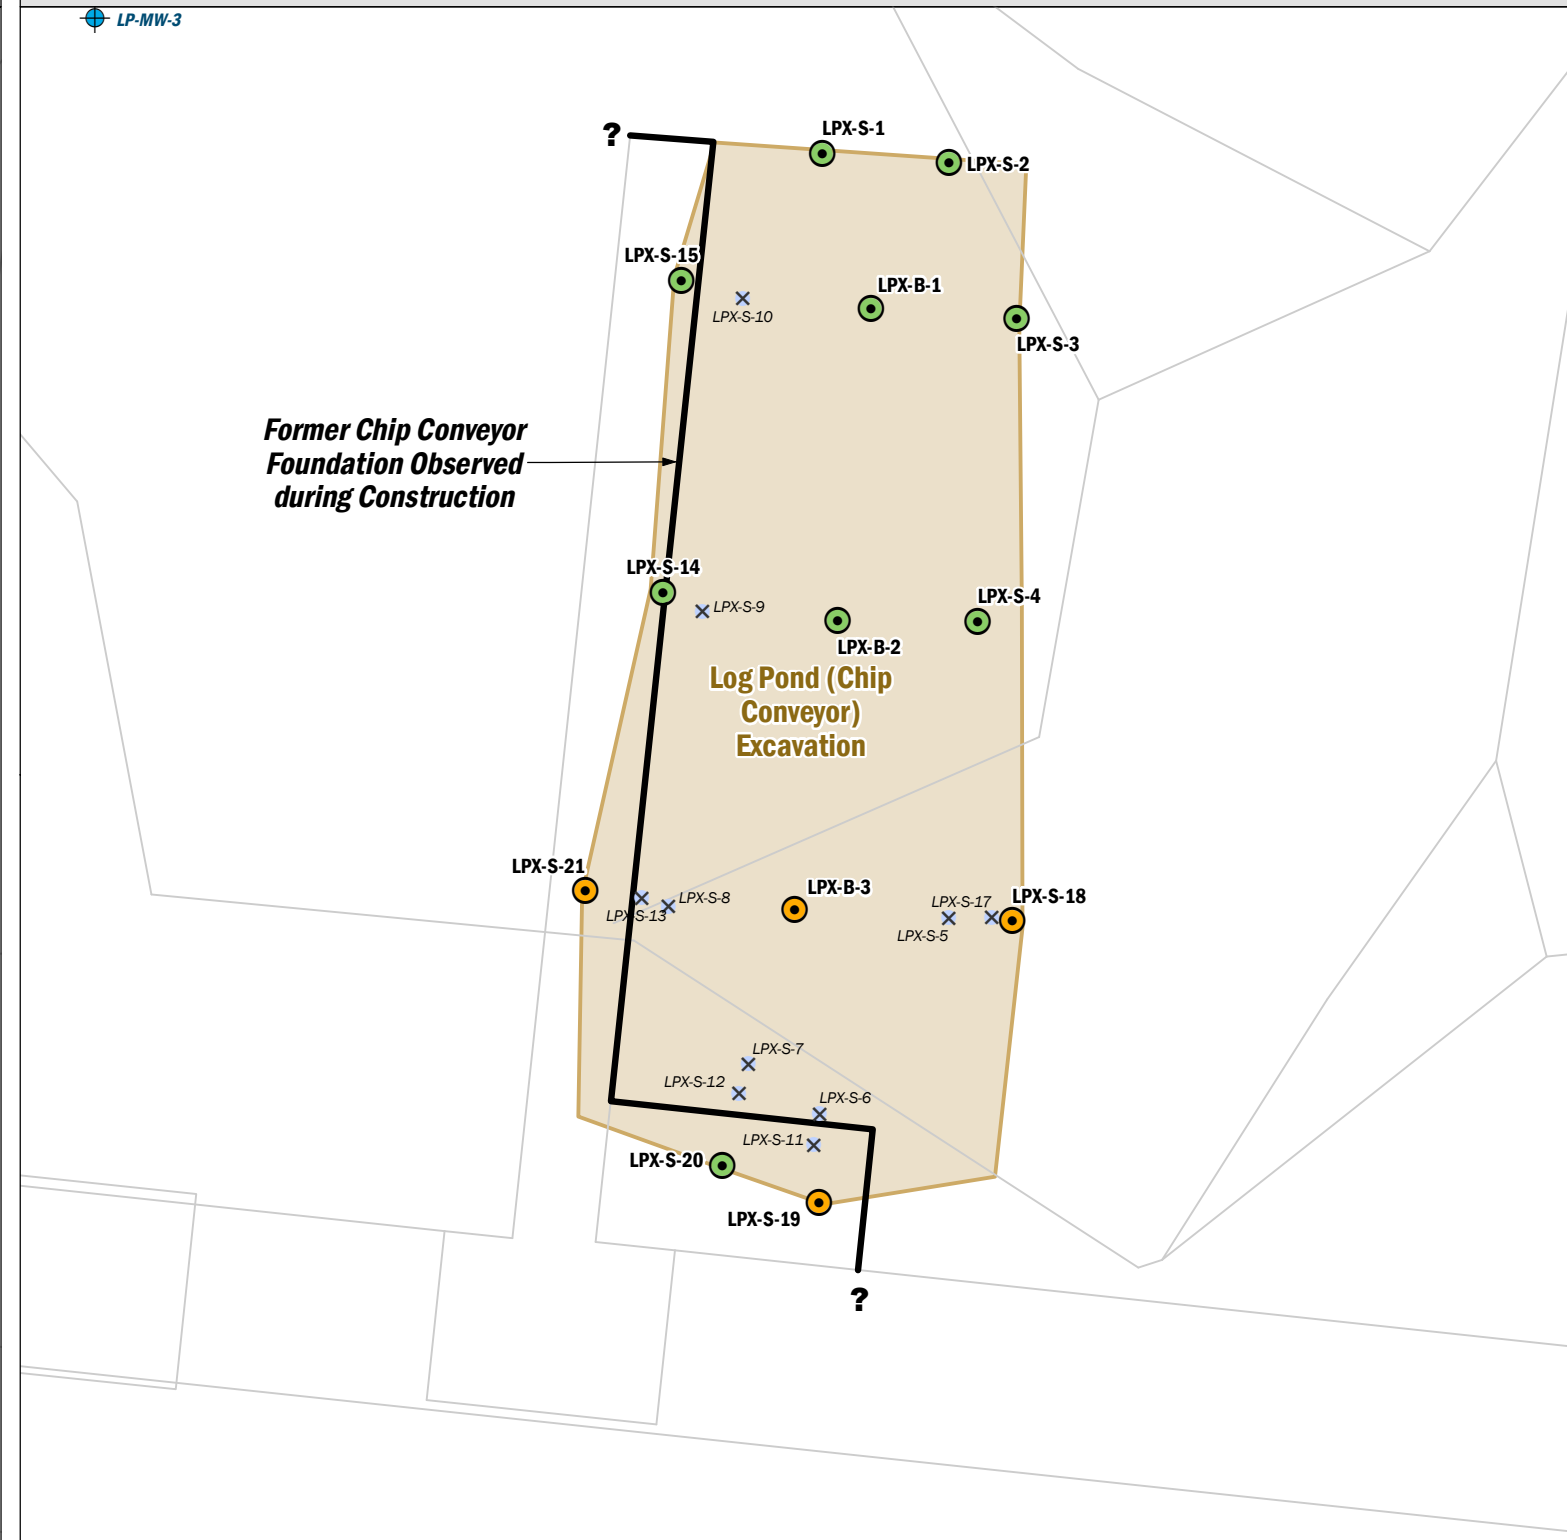 LP-MW-3
LPX-S-1
?
LPX-S-2
LPX-S-15
LPX-B-1
LPX-S-10
LPX-S-3
Former Chip Conveyor
Foundation Observed
during Construction
LPX-S-14
LPX-S-9
LPX-S-4
LPX-B-2
Log Pond (Chip
Conveyor)
Excavation
LPX-S-21
LPX-B-3
LPX-S-8
LPX-S-13
LPX-S-17
LPX-S-18
LPX-S-5
LPX-S-7
LPX-S-12
LPX-S-6
LPX-S-11
LPX-S-20
LPX-S-19
?